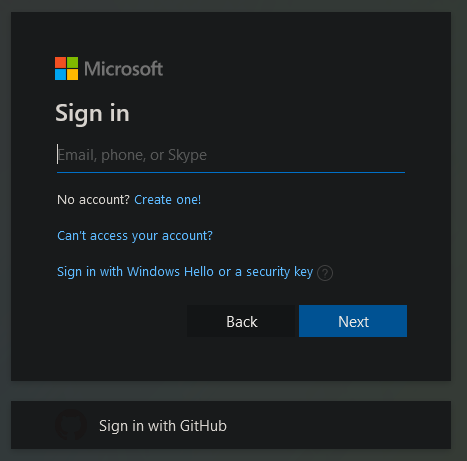 Microsoft
Sign in
Email, phone, or Skype
No account? Create one!
Can't access your account?
Sign in with Windows Hello or a security key ?
Back Next
Sign in with GitHub